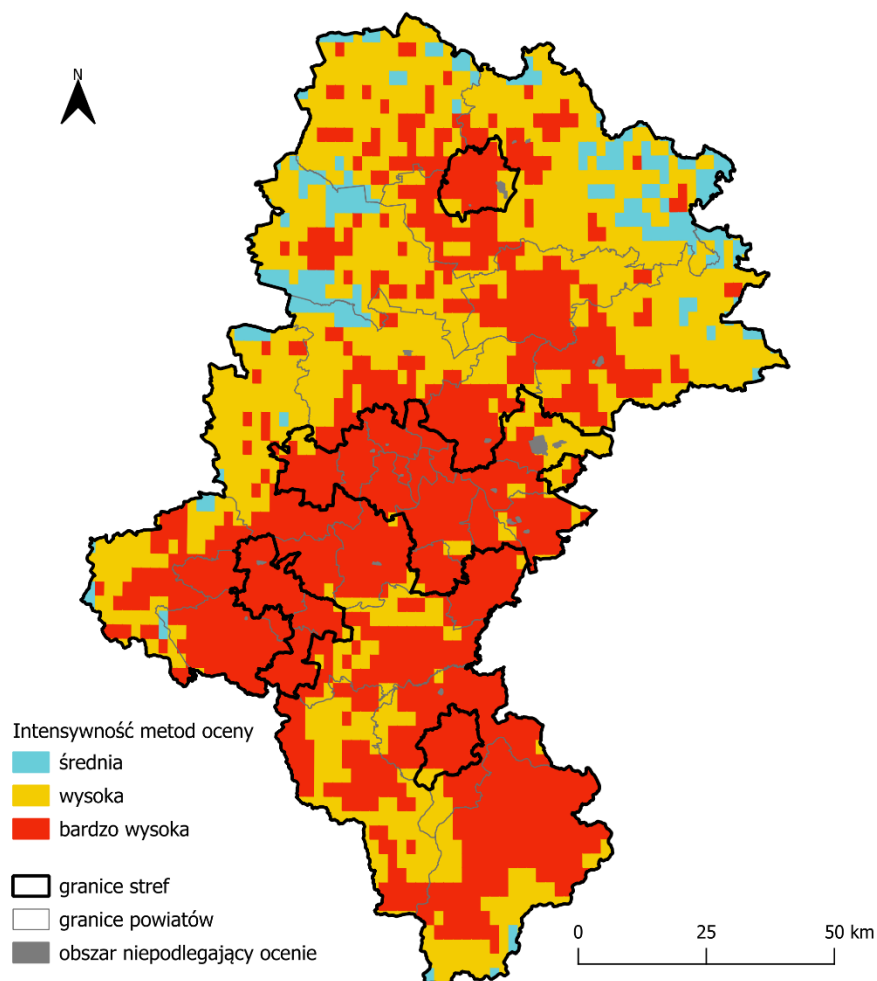 N
Intensywność metod oceny
średnia
wysoka
bardzo wysoka
granice stref
granice powiatów
obszar niepodlegający ocenie
0 25 50 km